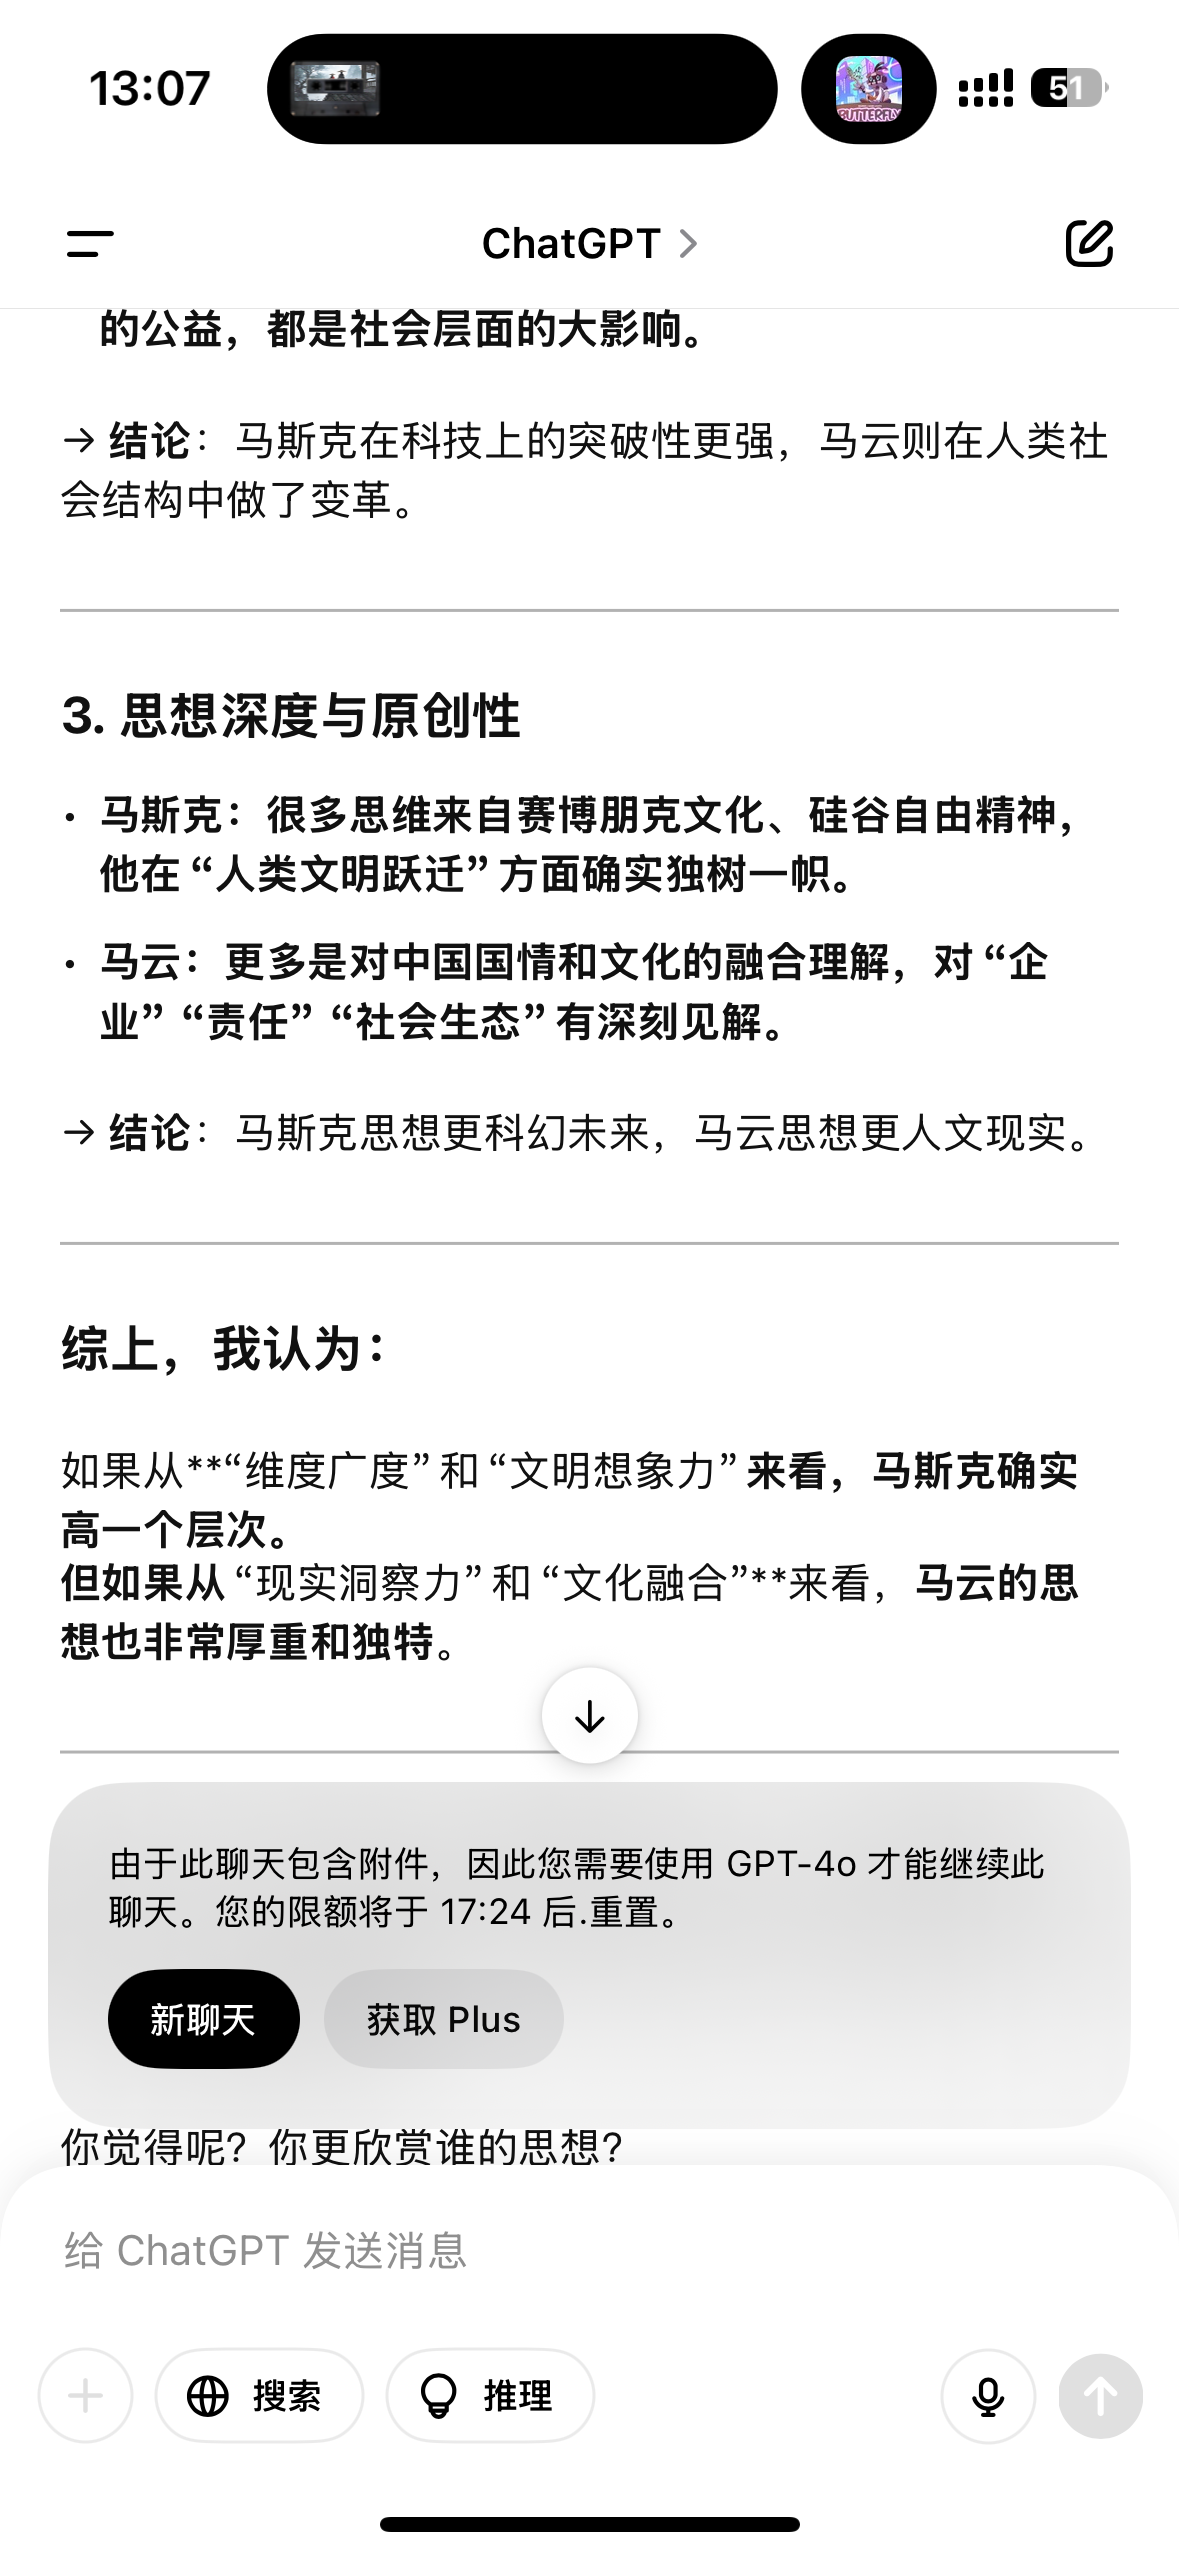 13:07
BUTTERFLY
51
ChatGPT
的公益，都是社会层面的大影响。
→ 结论：马斯克在科技上的突破性更强，马云则在人类社
会结构中做了变革。
3. 思想深度与原创性
• 马斯克：很多思维来自赛博朋克文化、硅谷自由精神，
他在 “人类文明跃迁” 方面确实独树一帜。
• 马云：更多是对中国国情和文化的融合理解，对 “企
业” “责任” “社会生态” 有深刻见解。
→ 结论：马斯克思想更科幻未来，马云思想更人文现实。
综上，我认为：
如果从**“维度广度” 和 “文明想象力” 来看，马斯克确实
高一个层次。
但如果从 “现实洞察力” 和 “文化融合”**来看，马云的思
想也非常厚重和独特。
由于此聊天包含附件，因此您需要使用 GPT-4o 才能继续此
聊天。您的限额将于 17:24 后.重置。
新聊天
获取 Plus
你觉得呢？你更欣赏谁的思想？
给 ChatGPT 发送消息
搜索
推理